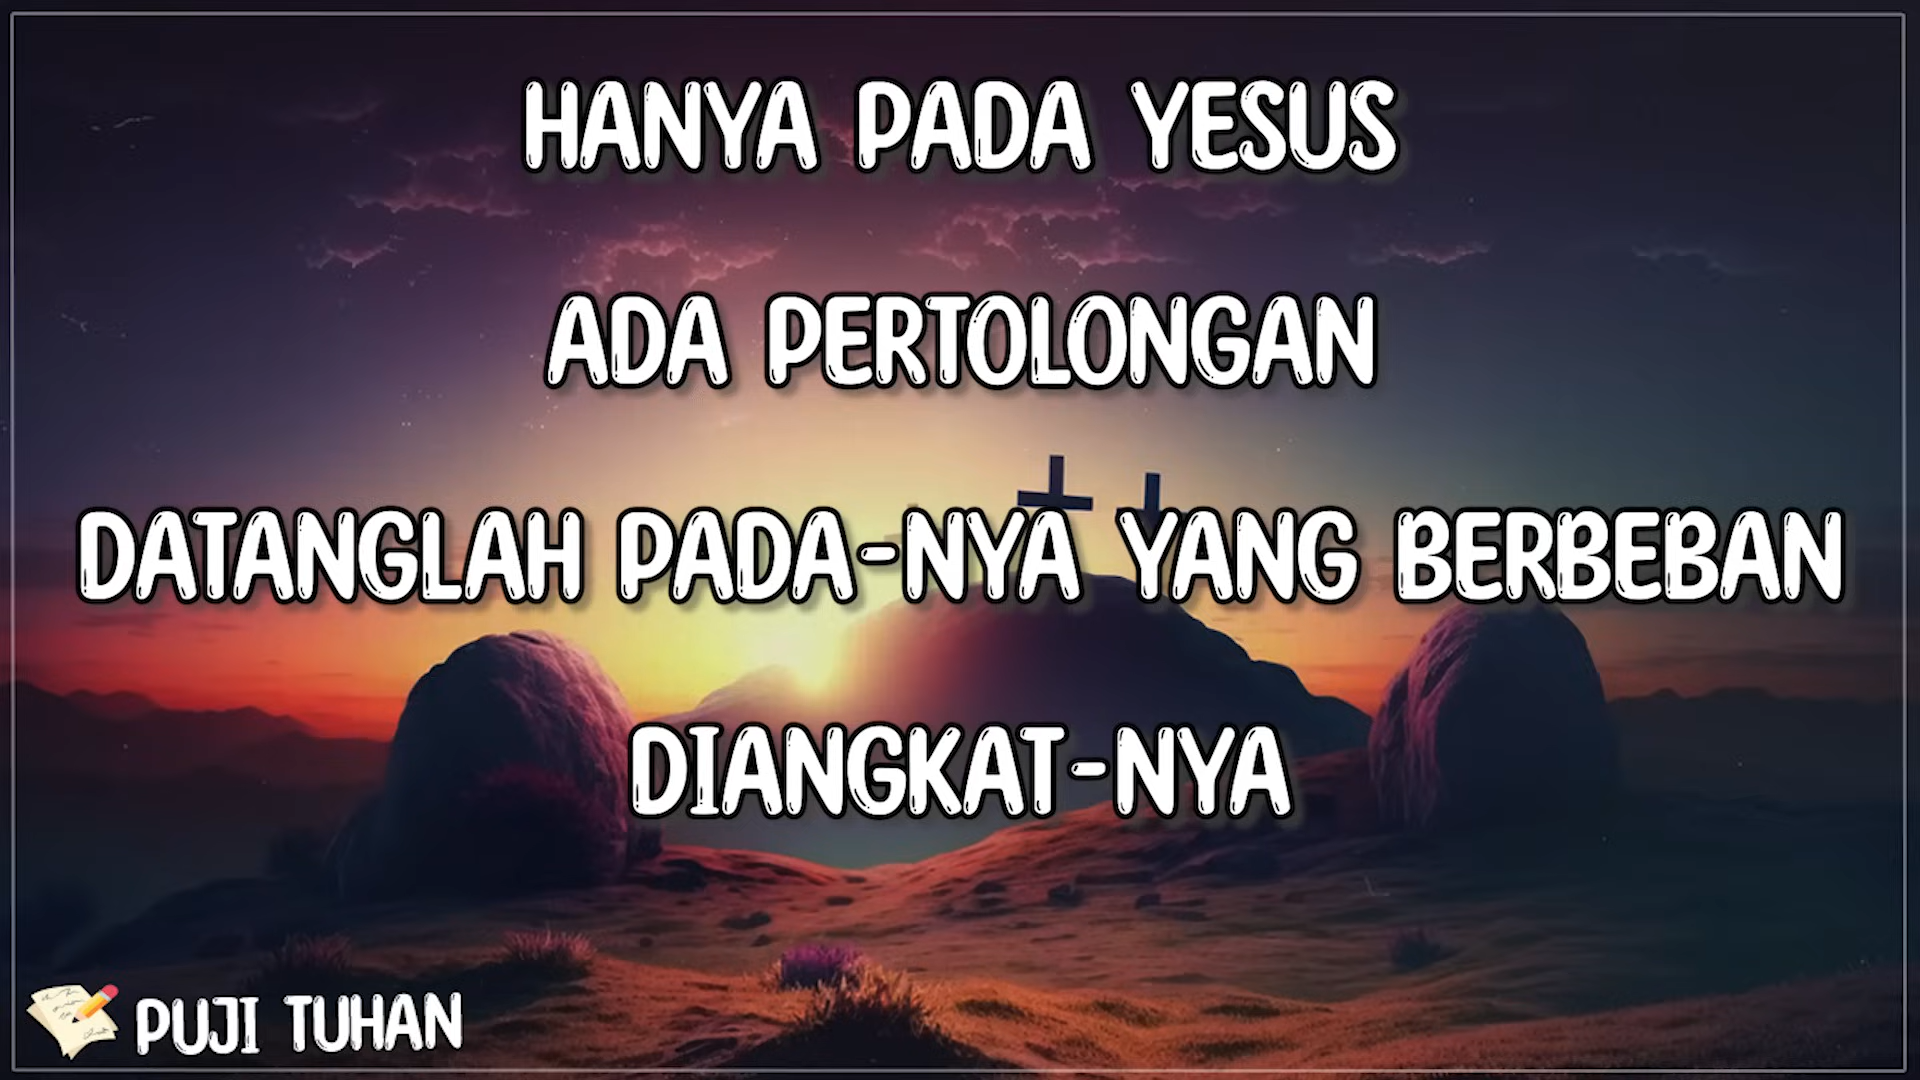 HANYA PADA YESUS
ADA PERTOLONGAN
DATANGLAH PADA-NYA YANG BERBEBAN
DIANGKAT-NYA
PUJI TUHAN